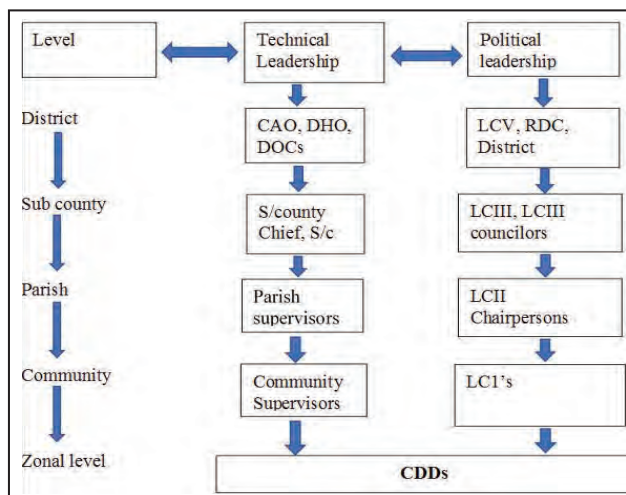 Level
Technical
Leadership
Political
leadership
District
CAO, DHO,
DOCs
LCV, RDC,
District
Sub county
S/county
Chief, S/c
LCIII, LCIII
councilors
Parish
Parish
supervisors
LCII
Chairpersons
Community
Community
Supervisors
LC1's
Zonal level
CDDs